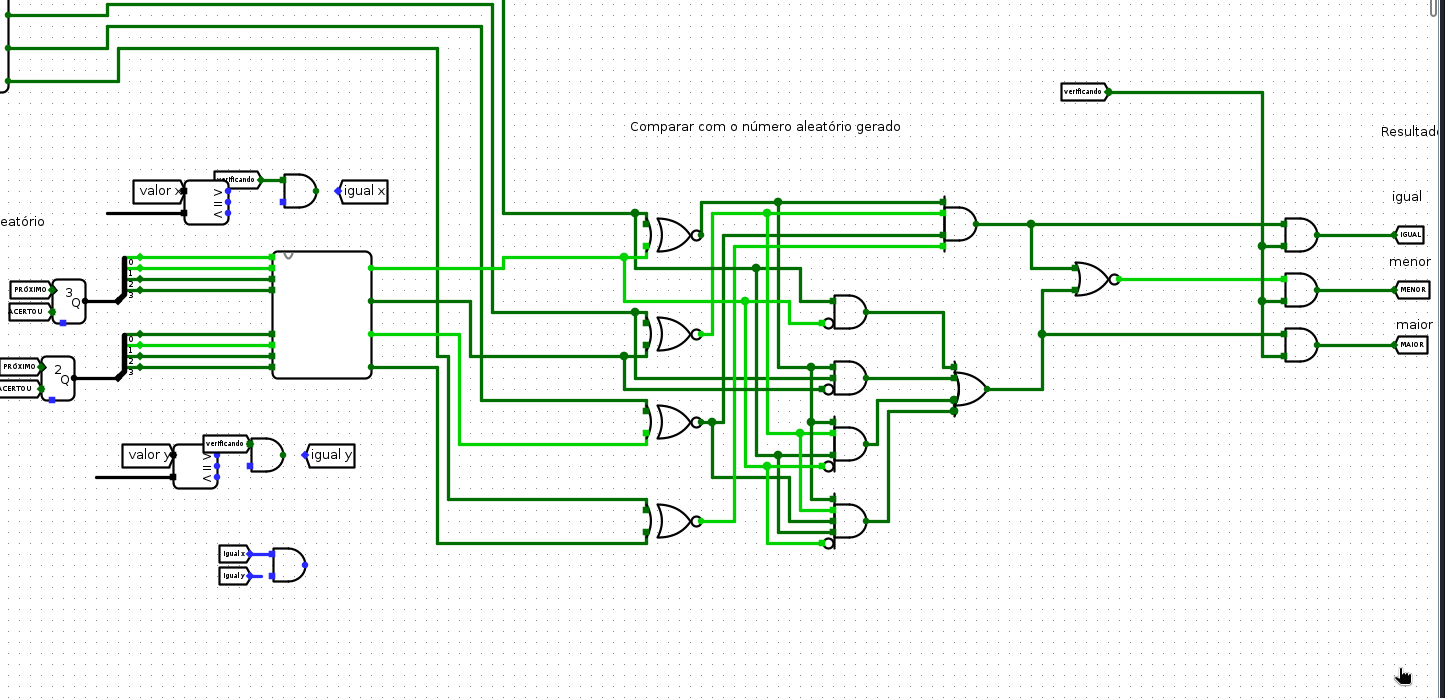 verificando
Comparar com o número aleatório gerado
Resultado
verificando
valor x
>
=
<
igual x
igual
eatório
IGUAL
menor
0
1
2
3
PRÓXIMO
3
Q
ACERTOU
MENOR
maior
0
1
2
3
MAIOR
PRÓXIMO
2
Q
ACERTOU
verificando
valor y
>
=
<
igual y
igual x
igual y